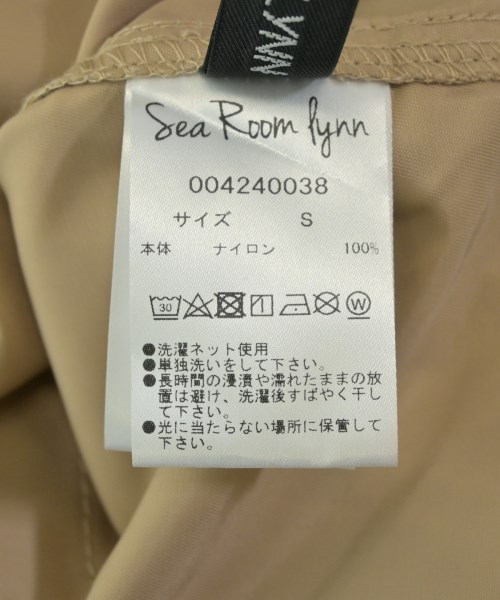 LYNN
Sea Room lynn
004240038
サイズ S
本体 ナイロン 100%
30 W
●洗濯ネット使用
●単独洗いをして下さい。
●長時間の浸漬や濡れたままの放
置は避け、洗濯後すばやく干し
て下さい。
●光に当たらない場所に保管して
下さい。